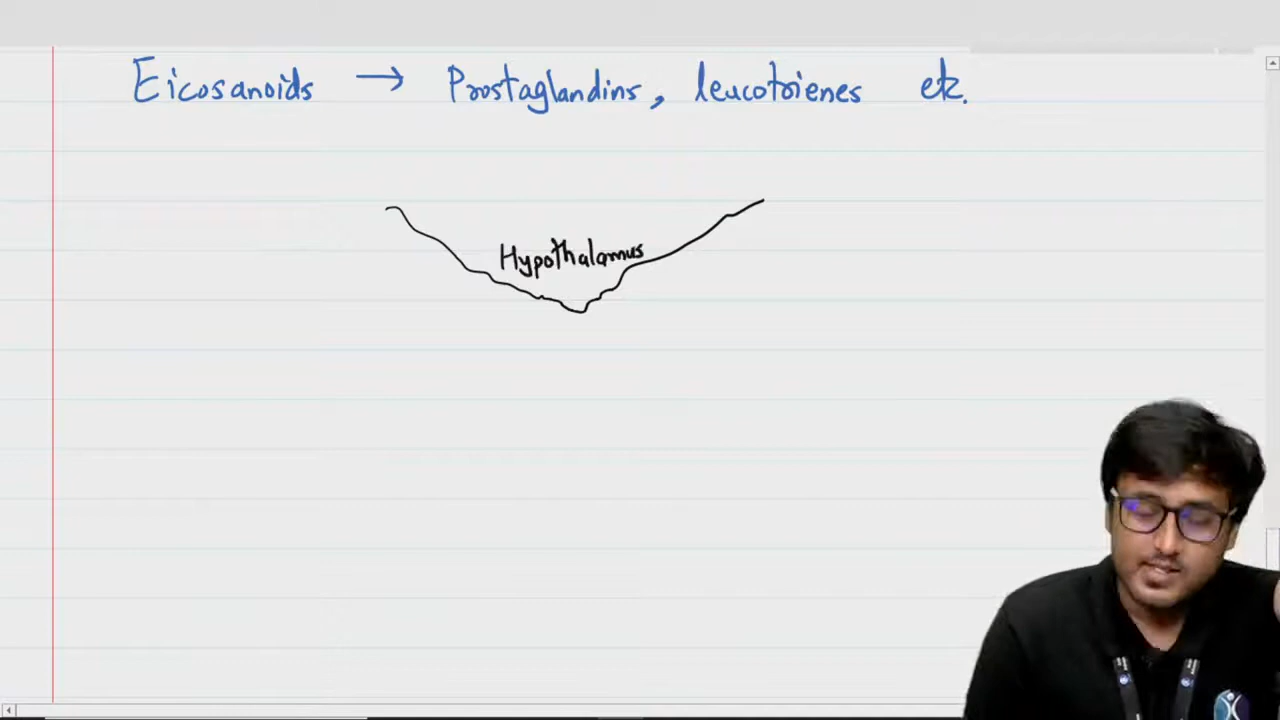 Eicosanoids → Prostaglandins, leucotrienes etc.
Hypothalamus